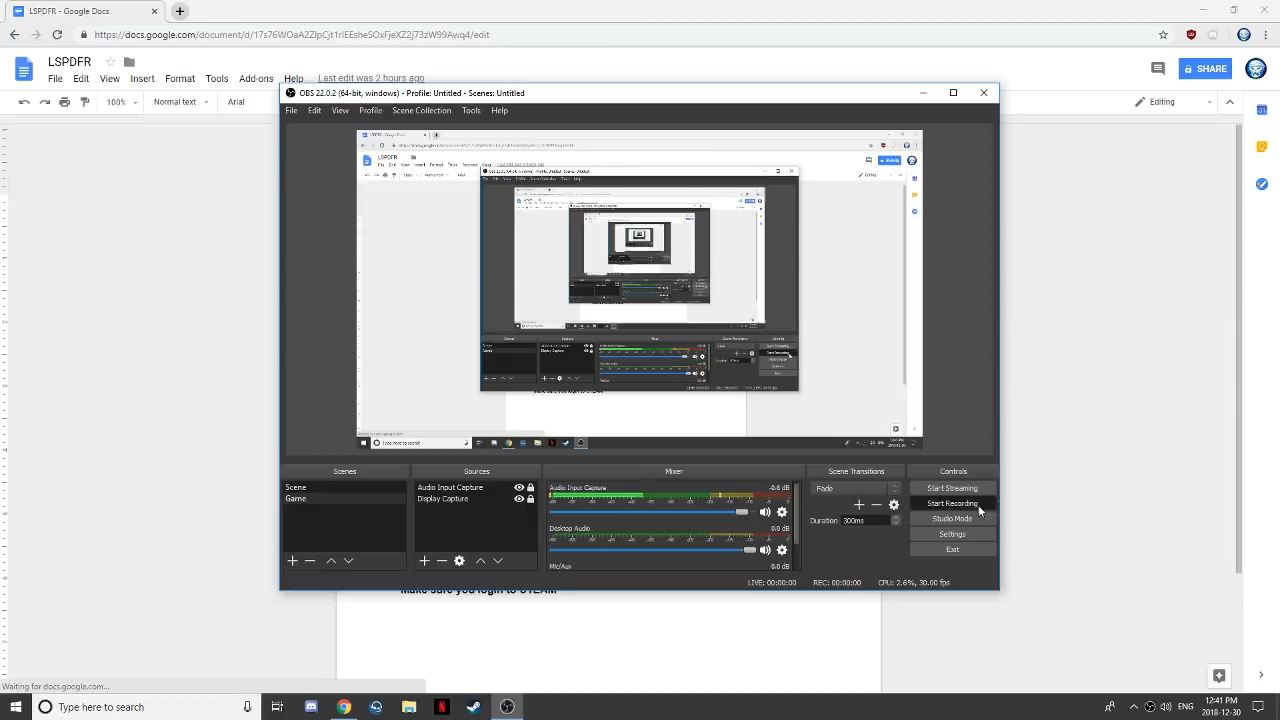 LSPDFR - Google Docs
https://docs.google.com/document/d/17s76WOaA2ZlpCjt1rIEEsheSOxFjeXZ2j73zW99Awq4/edit
LSPDFR
SHARE
File Edit View Insert Format Tools Add-ons Help Last edit was 2 hours ago
100% Normal text Arial Editing
OBS 22.0.2 (64-bit, windows) - Profile: Untitled - Scenes: Untitled
File Edit View Profile Scene Collection Tools Help
Scenes Sources Mixer Scene Transitions Controls
Scene Audio Input Capture Audio Input Capture -0.8 dB Fade Start Streaming
Game Display Capture Start Recording
Duration 300ms Studio Mode
Desktop Audio 0.0 dB Settings
Exit
Mic/Aux 0.0 dB
LIVE: 00:00:00 REC: 00:00:00 CPU: 2.6%, 30.00 fps
Make sure you login to STEAM
Waiting for docs.google.com...
Type here to search
ENG
12:41 PM
2018-12-30